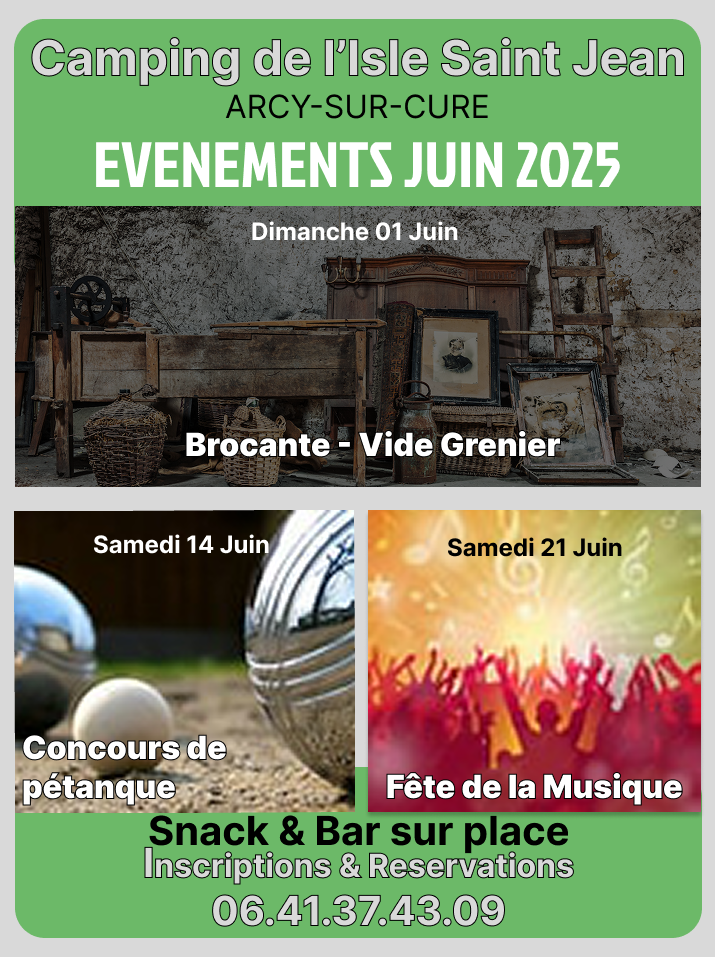 Camping de l’Isle Saint Jean
ARCY-SUR-CURE
EVENEMENTS JUIN 2025
Dimanche 01 Juin
Brocante - Vide Grenier
Samedi 14 Juin
Concours de
pétanque
Samedi 21 Juin
Fête de la Musique
Snack & Bar sur place
Inscriptions & Reservations
06.41.37.43.09